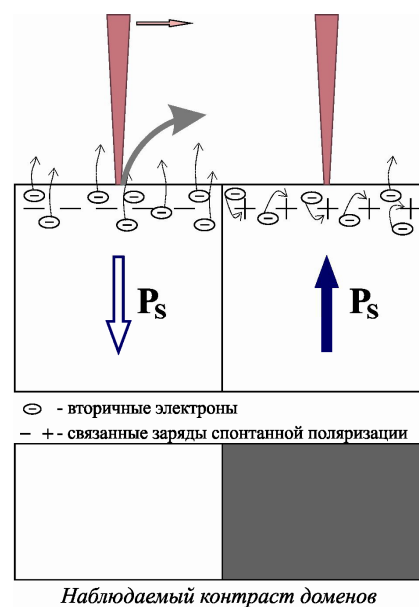 Ps Ps
⊖ - вторичные электроны
− + - связанные заряды спонтанной поляризации
Наблюдаемый контраст доменов